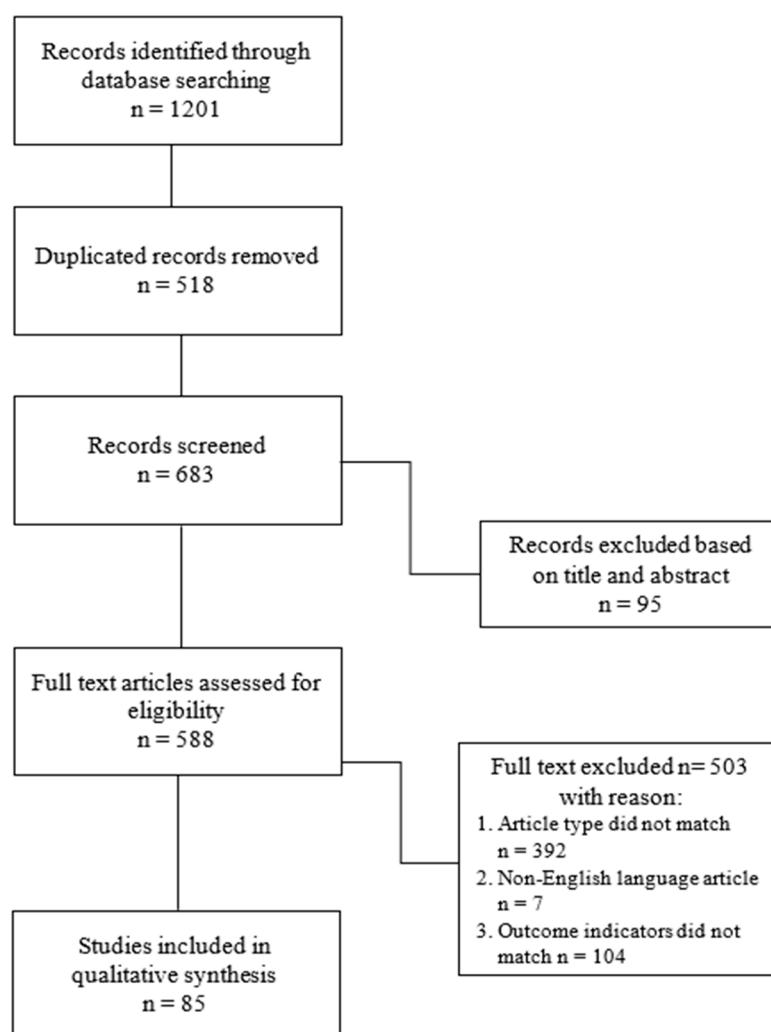 Records identified through
database searching
n = 1201
Duplicated records removed
n = 518
Records screened
n = 683
Records excluded based
on title and abstract
n = 95
Full text articles assessed for
eligibility
n = 588
Full text excluded n= 503
with reason:
1. Article type did not match
n = 392
2. Non-English language article
n = 7
3. Outcome indicators did not
match n = 104
Studies included in
qualitative synthesis
n = 85